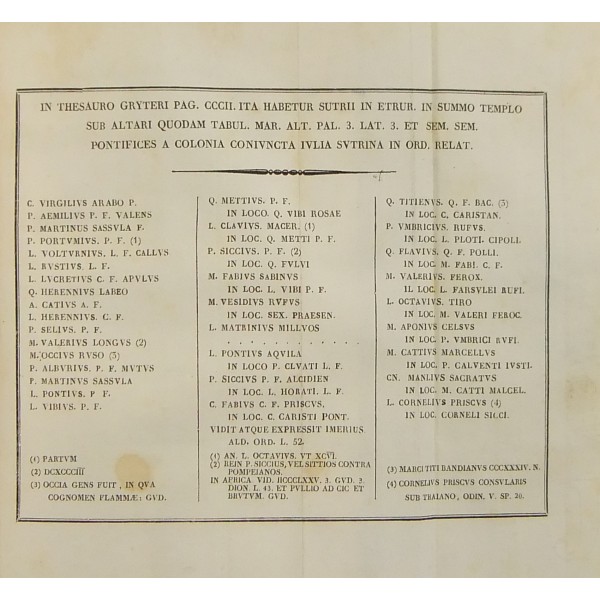 IN THESAURO GRYTERI PAG. CCCII. ITA HABETUR SUTRII IN ETRUR. IN SUMMO TEMPLO
SUB ALTARI QUODAM TABUL. MAR. ALT. PAL. 3. LAT. 3. ET SEM. SEM.
PONTIFICES A COLONIA CONIVNCTA IVLIA SVTRINA IN ORD. RELAT.
C. VIRGILIVS ARABO P.
P. AEMILIVS P. F. VALENS
P. MARTINUS SASSVLA F.
P. PORTVMIVS. P. F. (1)
L. VOLTVRNIVS. L. F. CALLVS
L. RVSTIVS. L. F.
L. LVCRETIVS C. F. APVLVS
Q. HERENNIVS LABEO
A. CATIVS A. F.
L. HERENNIVS. C. F.
P. SELIVS. P. F.
M. VALERIVS LONGVS (2)
M. OCCIVS RVSO (3)
P. ALBVRIVS. P. F. MVTVS
P. MARTINUS SASSVLA
L. PONTIVS. P F.
L. VIBIVS. P. F.
(1) PARTVM
(2) DCXCCCIII
(3) OCCIA GENS FUIT, IN QVA
COGNOMEN FLAMMÆ: GVD.
Q. METTIVS. P. F.
IN LOCO. Q. VIBI ROSAE
L. CLAVIVS. MACER. (1)
IN LOC. Q. METTI P. F.
P. SICCIVS. P. F. (2)
IN LOC. Q. FVLVI
M. FABIVS SABINVS
IN LOC. L. VIBI P. F.
M. VESIDIVS RVFVS
IN LOC. SEX. PRAESEN.
L. MATRINIVS MILLVOS
. . . . . . . . . . .
L. PONTIVS AQVILA
IN LOCO P. CLVATI L. F.
P. SICCIVS P. F. ALCIDIEN
IN LOC. L. HORATI. L. F.
C. FABIVS C. F. PRISCVS.
IN LOC. C. CARISTI PONT.
VIDIT ATQUE EXPRESSIT IMERIUS.
ALD. ORD. L. 52.
(1) AN. L. OCTAVIUS. VT XCVI.
(2) REIN P. SICCIUS, VEL SITTIOS CONTRA
POMPEJANOS.
IN AFRICA VID. IICCCLXXV. 3. GVD. 3.
DION. L. 43. ET PVLLIO AD CIC ET
BRVTVM. GVD.
Q. TITIENVS. Q. F. BAC. (3)
IN LOC. C. CARISTAN.
P. VMBRICIVS. RVFVS.
IN LOC. L. PLOTI. CIPOLI.
Q. FLAVIVS. Q. F. POLLI.
IN LOC. M. FABI. C. F.
M. VALERIVS. FEROX.
II. LOC. L. FARSVLEI RUFI.
L. OCTAVIVS. TIRO
IN LOC. M. VALERI FEROC.
M. APONIVS CELSVS
IN LOC. P. VMBRICI RVFI.
M. CATTIVS MARCELLVS
IN LOC. P. CALVENTI IVSTI.
CN. MANLIVS SACRATVS
IN LOC. M. CATTI MALCEL.
L. CORNELIVS PRISCVS (4)
IN LOC. CORNELI SICCI.
(3) MARCI TITI BANDIANVS CCCXXXIV. N.
(4) CORNELIVS PRISCVS CONSVLARIS
SUB TRAIANO, ODIN. V. SP. 20.